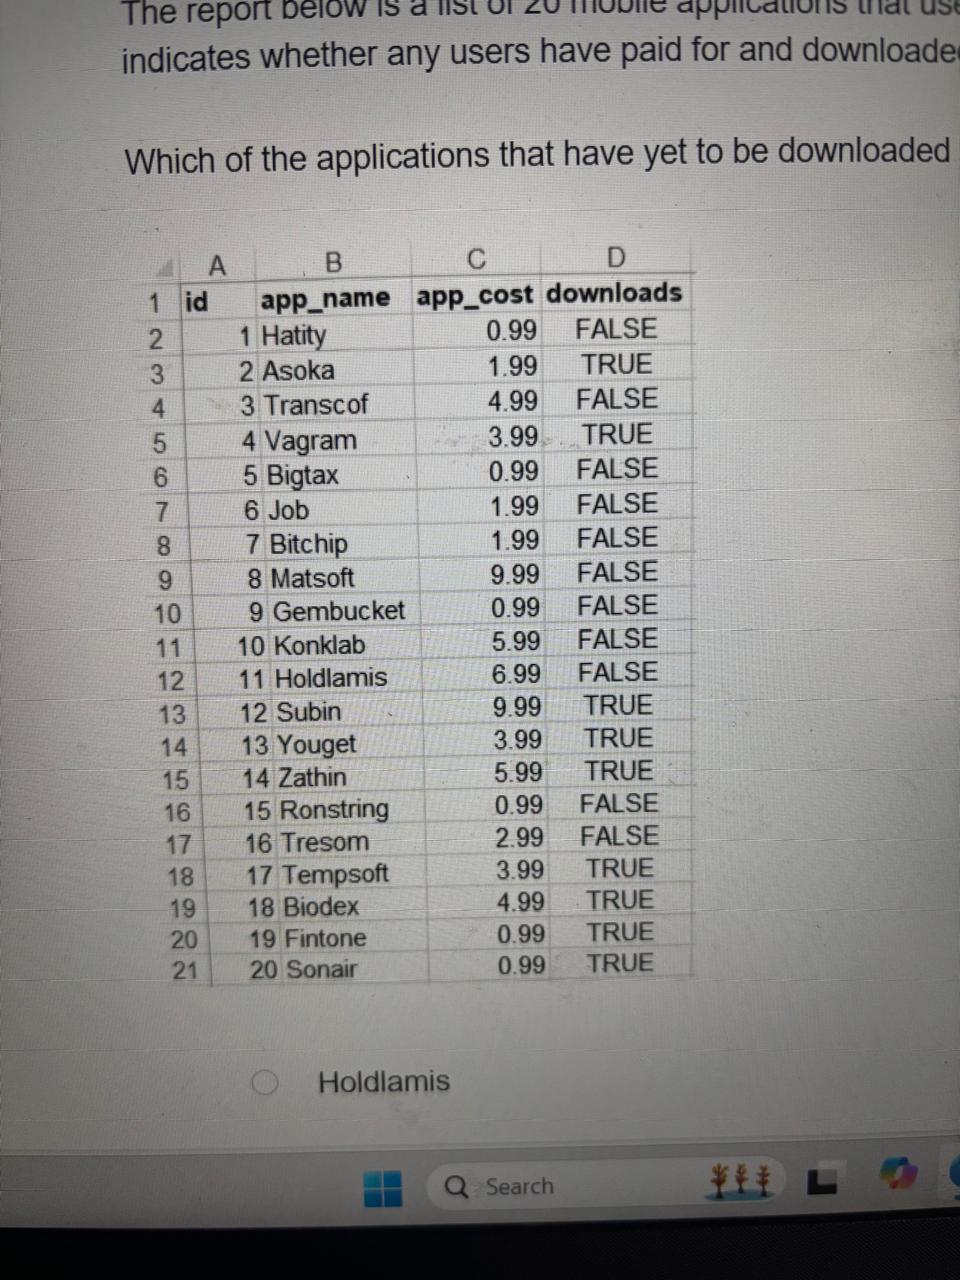 The report below is a list of 20 mobile applications that
indicates whether any users have paid for and
Which of the applications that have yet to be downloaded
A B C D
1 id app_name app_cost downloads
2 1 Hatity 0.99 FALSE
3 2 Asoka 1.99 TRUE
4 3 Transcof 4.99 FALSE
5 4 Vagram 3.99 TRUE
6 5 Bigtax 0.99 FALSE
7 6 Job 1.99 FALSE
8 7 Bitchip 1.99 FALSE
9 8 Matsoft 9.99 FALSE
10 9 Gembucket 0.99 FALSE
11 10 Konklab 5.99 FALSE
12 11 Holdlamis 6.99 FALSE
13 12 Subin 9.99 TRUE
14 13 Youget 3.99 TRUE
15 14 Zathin 5.99 TRUE
16 15 Ronstring 0.99 FALSE
17 16 Tresom 2.99 FALSE
18 17 Tempsoft 3.99 TRUE
19 18 Biodex 4.99 TRUE
20 19 Fintone 0.99 TRUE
21 20 Sonair 0.99 TRUE
Holdlamis
Search